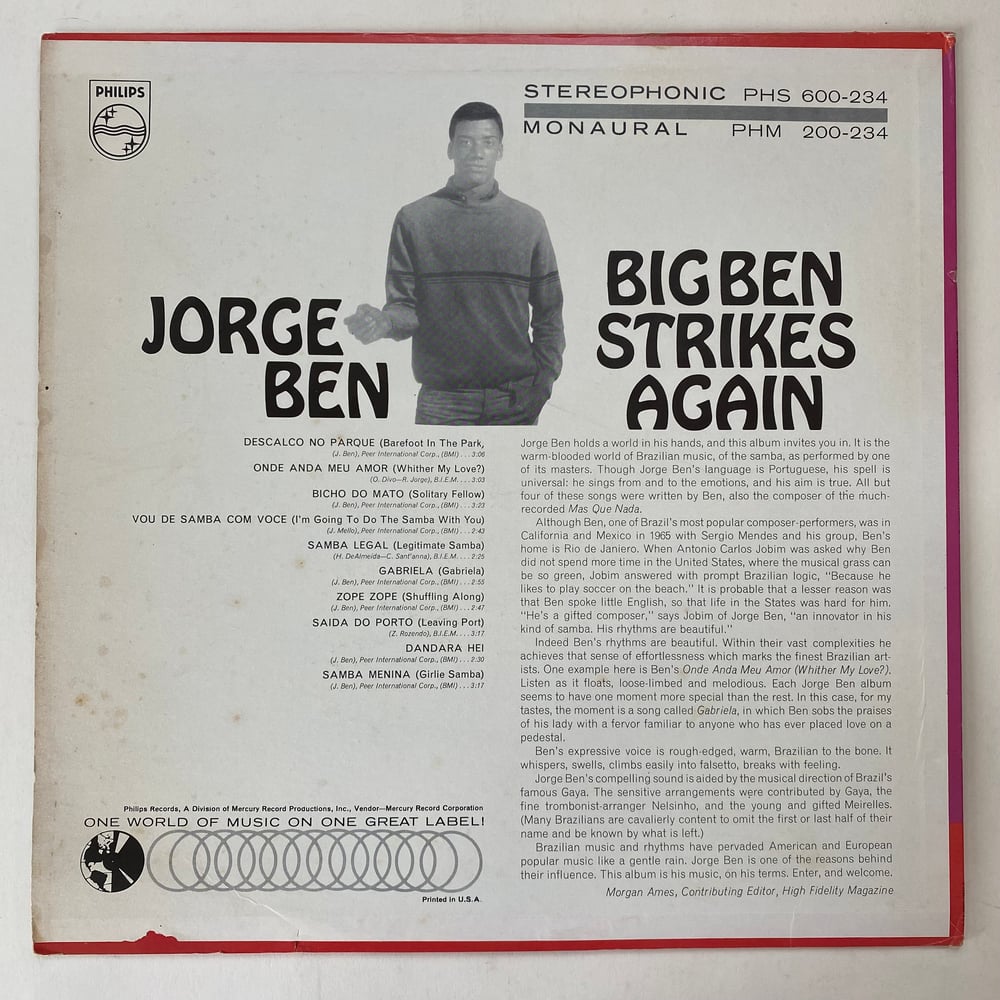 PHILIPS
STEREOPHONIC PHS 600-234
MONAURAL PHM 200-234
JORGE
BEN
BIG BEN
STRIKES
AGAIN
DESCALCO NO PARQUE (Barefoot In The Park,
(J. Ben), Peer International Corp., (BMI) . . . 3:06
ONDE ANDA MEU AMOR (Whither My Love?)
(O. Divo—R. Jorge), B.I.E.M. . . . 3:03
BICHO DO MATO (Solitary Fellow)
(J. Ben), Peer International Corp., (BMI) . . . 3:23
VOU DE SAMBA COM VOCE (I'm Going To Do The Samba With You)
(J. Mello), Peer International Corp., (BMI) . . . 2:43
SAMBA LEGAL (Legitimate Samba)
(H. DeAlmeida—C. Sant'anna), B.I.E.M. . . . 2:25
GABRIELA (Gabriela)
(J. Ben), Peer International Corp., (BMI) . . . 2:55
ZOPE ZOPE (Shuffling Along)
(J. Ben), Peer International Corp., (BMI) . . . 2:47
SAIDA DO PORTO (Leaving Port)
(Z. Rozendo), B.I.E.M. . . . 3:17
DANDARA HEI
(J. Ben), Peer International Corp., (BMI) . . . 2:30
SAMBA MENINA (Girlie Samba)
(J. Ben), Peer International Corp., (BMI) . . . 3:17
Jorge Ben holds a world in his hands, and this album invites you in. It is the
warm-blooded world of Brazilian music, of the samba, as performed by one
of its masters. Though Jorge Ben's language is Portuguese, his spell is
universal: he sings from and to the emotions, and his aim is true. All but
four of these songs were written by Ben, also the composer of the much-
recorded Mas Que Nada.
Although Ben, one of Brazil's most popular composer-performers, was in
California and Mexico in 1965 with Sergio Mendes and his group, Ben's
home is Rio de Janiero. When Antonio Carlos Jobim was asked why Ben
did not spend more time in the United States, where the musical grass can
be so green, Jobim answered with prompt Brazilian logic, "Because he
likes to play soccer on the beach." It is probable that a lesser reason was
that Ben spoke little English, so that life in the States was hard for him.
"He's a gifted composer," says Jobim of Jorge Ben, "an innovator in his
kind of samba. His rhythms are beautiful."
Indeed Ben's rhythms are beautiful. Within their vast complexities he
achieves that sense of effortlessness which marks the finest Brazilian art-
ists. One example here is Ben's Onde Anda Meu Amor (Whither My Love?).
Listen as it floats, loose-limbed and melodious. Each Jorge Ben album
seems to have one moment more special than the rest. In this case, for my
tastes, the moment is a song called Gabriela, in which Ben sobs the praises
of his lady with a fervor familiar to anyone who has ever placed love on a
pedestal.
Ben's expressive voice is rough-edged, warm, Brazilian to the bone. It
whispers, swells, climbs easily into falsetto, breaks with feeling.
Jorge Ben's compelling sound is aided by the musical direction of Brazil's
famous Gaya. The sensitive arrangements were contributed by Gaya, the
fine trombonist-arranger Nelsinho, and the young and gifted Meirelles.
(Many Brazilians are cavalierly content to omit the first or last half of their
name and be known by what is left.)
Brazilian music and rhythms have pervaded American and European
popular music like a gentle rain. Jorge Ben is one of the reasons behind
their influence. This album is his music, on his terms. Enter, and welcome.
Morgan Ames, Contributing Editor, High Fidelity Magazine
Philips Records, A Division of Mercury Record Productions, Inc., Vendor—Mercury Record Corporation
ONE WORLD OF MUSIC ON ONE GREAT LABEL!
Printed in U.S.A.